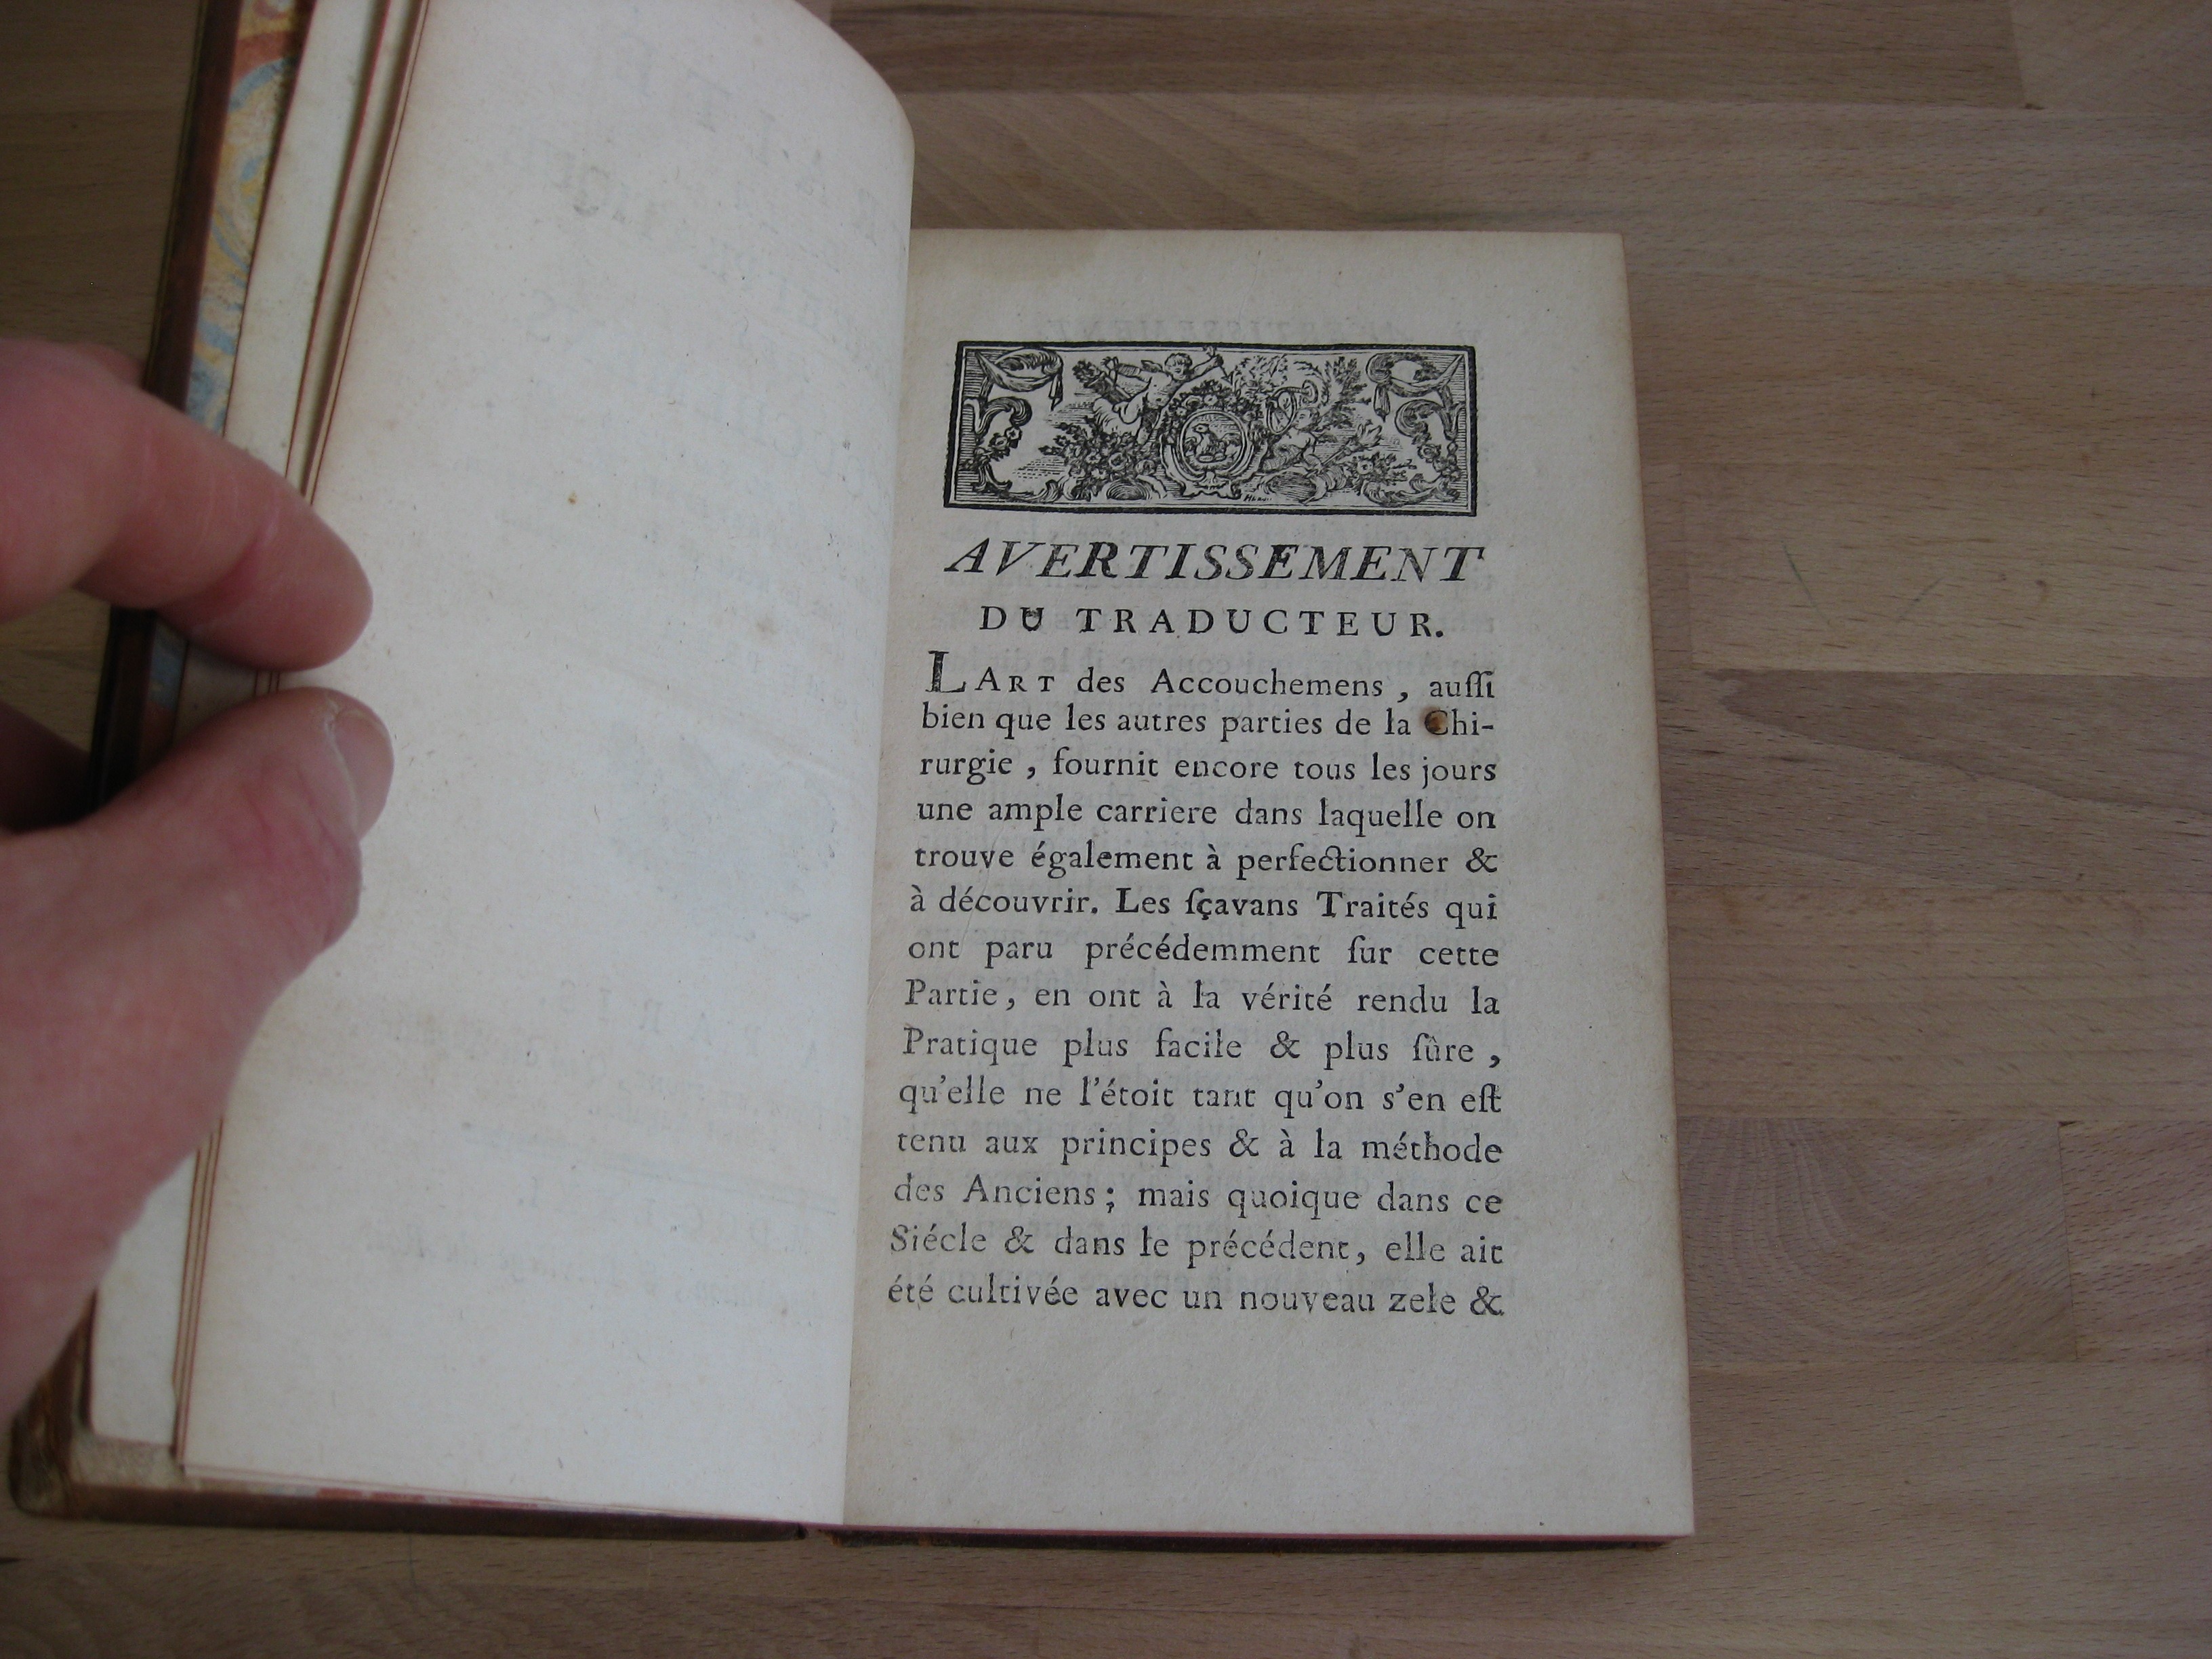 AVERTISSEMENT
DU TRADUCTEUR.
LART des Accouchemens, auſſi
bien que les autres parties de la Chi-
rurgie, fournit encore tous les jours
une ample carriere dans laquelle on
trouve également à perfectionner &
à découvrir. Les ſçavans Traités qui
ont paru précédemment ſur cette
Partie, en ont à la vérité rendu la
Pratique plus facile & plus ſûre,
qu'elle ne l'étoit tant qu'on s'en eſt
tenu aux principes & à la méthode
des Anciens; mais quoique dans ce
Siécle & dans le précédent, elle ait
été cultivée avec un nouveau zele &